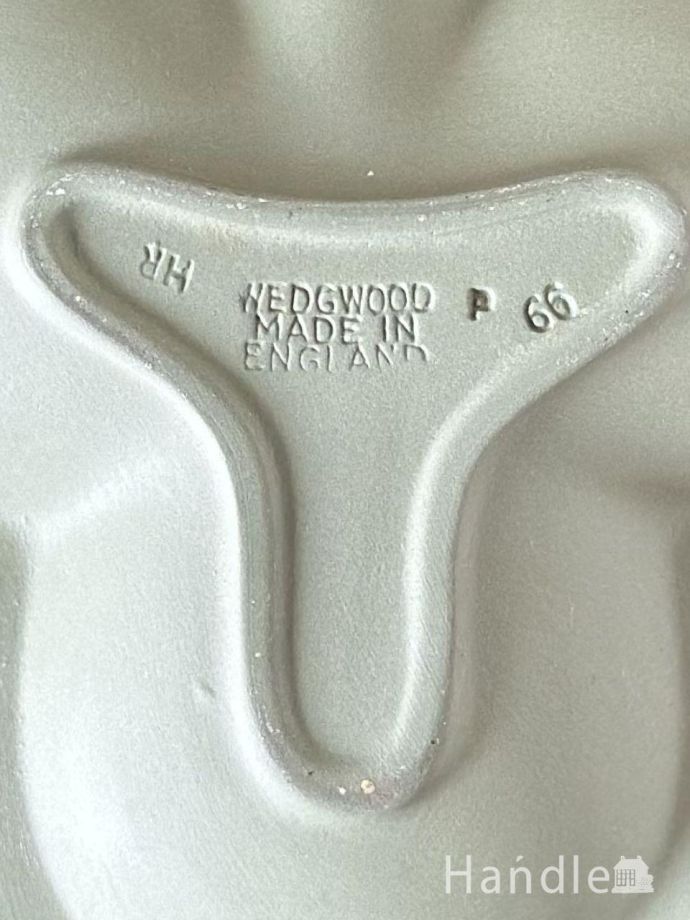 HR
WEDGWOOD P 66
MADE IN
ENGLAND
Handle